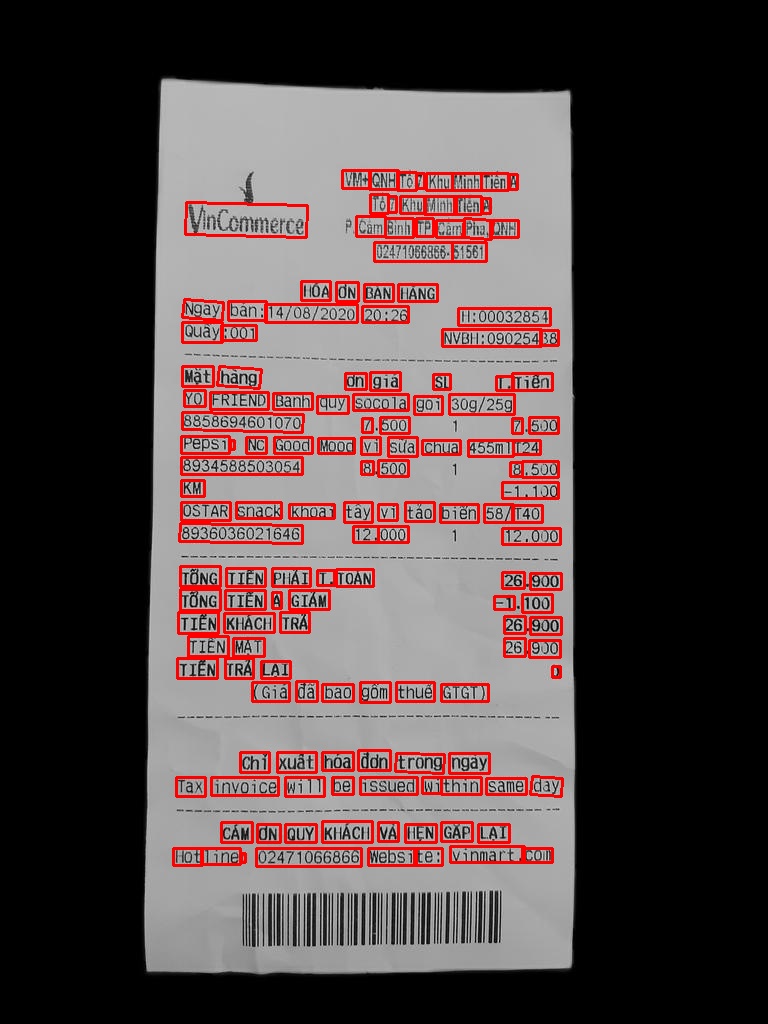 VinCommerce
VM+ QNH Tổ 7 Khu Minh Tiến A
Tổ 7 Khu Minh Tiến A
P. Cẩm Bình TP Cẩm Phả, QNH
02471066866-51561
HÓA ĐƠN BÁN HÀNG
Ngày bán:14/08/2020 20:26 H:00032854
Quầy:001 NVBH:09025438
Mặt hàng Đơn giá SL T.Tiền
YO FRIEND Bánh quy socola gói 30g/25g
8858694601070 7.500 1 7.500
Pepsi NC Good Mood vị sữa chua 455ml T24
8934588503054 8.500 1 8.500
KM -1.100
OSTAR snack khoai tây vị tảo biển 58/T40
8936036021646 12.000 1 12.000
TỔNG TIỀN PHẢI T.TOÁN 26.900
TỔNG TIỀN ĐÃ GIẢM -1.100
TIỀN KHÁCH TRẢ 26.900
TIỀN MẶT 26.900
TIỀN TRẢ LẠI 0
(Giá đã bao gồm thuế GTGT)
Chỉ xuất hóa đơn trong ngày
Tax invoice will be issued within same day
CẢM ƠN QUÝ KHÁCH VÀ HẸN GẶP LẠI
Hotline: 02471066866 Website: vinmart.com